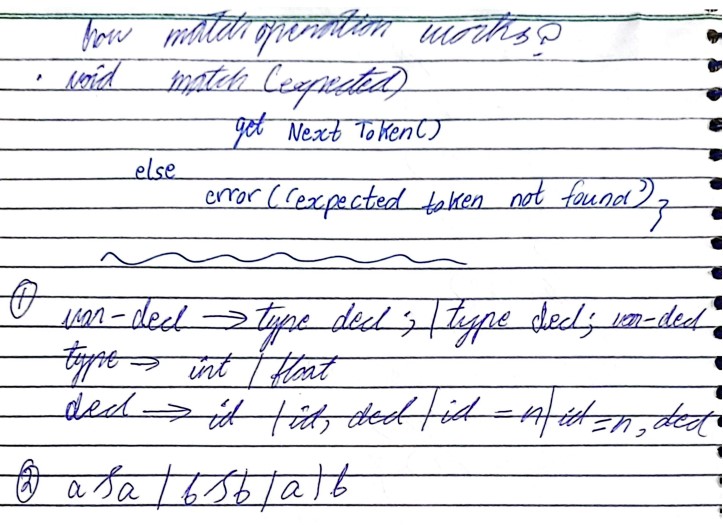 how match operation works?
• void match (expected)
get Next Token()
else
error ('expected token not found');
① var-decl → type decl ; | type decl ; var-decl
type → int | float
decl → id | id, decl | id = n | id = n, decl
② aSa | bSb | a | b